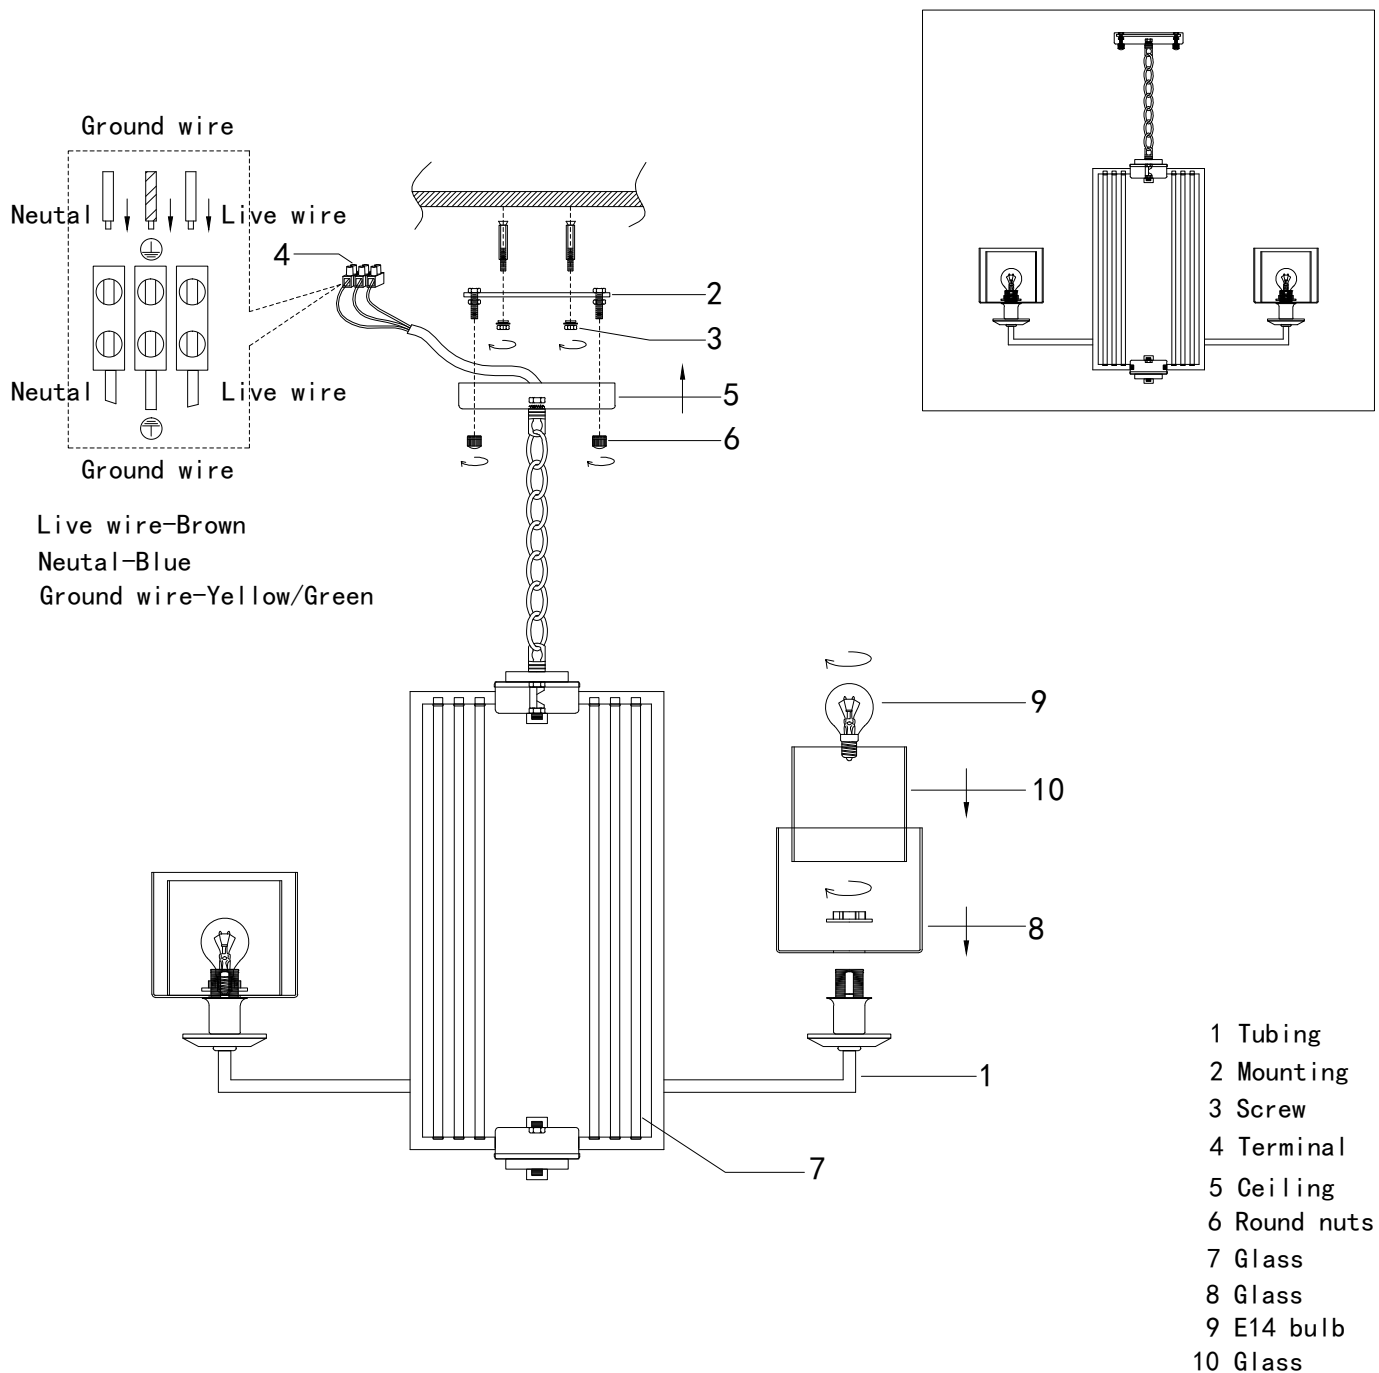 Ground wire
Neutal
Live wire
4
2
3
Neutal
Live wire
5
6
Ground wire
Live wire-Brown
Neutal-Blue
Ground wire-Yellow/Green
9
10
8
1
7
1 Tubing
2 Mounting
3 Screw
4 Terminal
5 Ceiling
6 Round nuts
7 Glass
8 Glass
9 E14 bulb
10 Glass